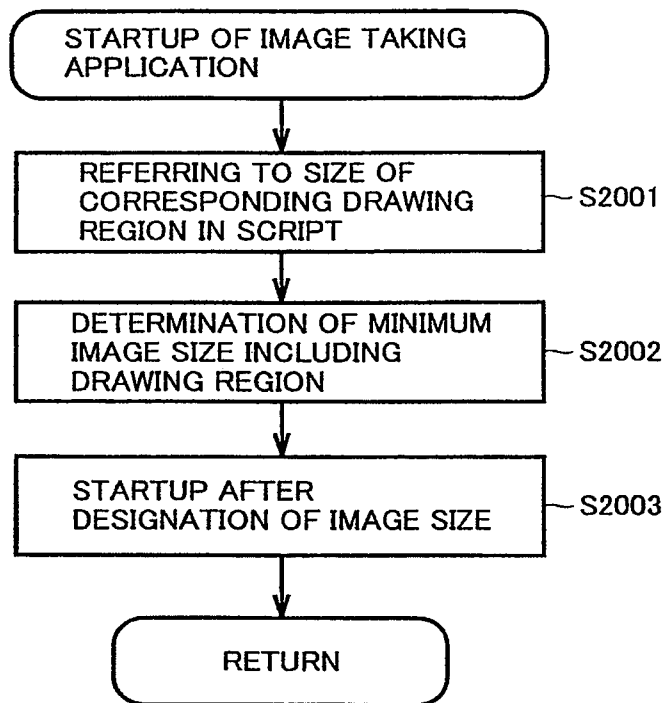 STARTUP OF IMAGE TAKING
APPLICATION
REFERRING TO SIZE OF
CORRESPONDING DRAWING
REGION IN SCRIPT
S2001
DETERMINATION OF MINIMUM
IMAGE SIZE INCLUDING
DRAWING REGION
S2002
STARTUP AFTER
DESIGNATION OF IMAGE SIZE
S2003
RETURN